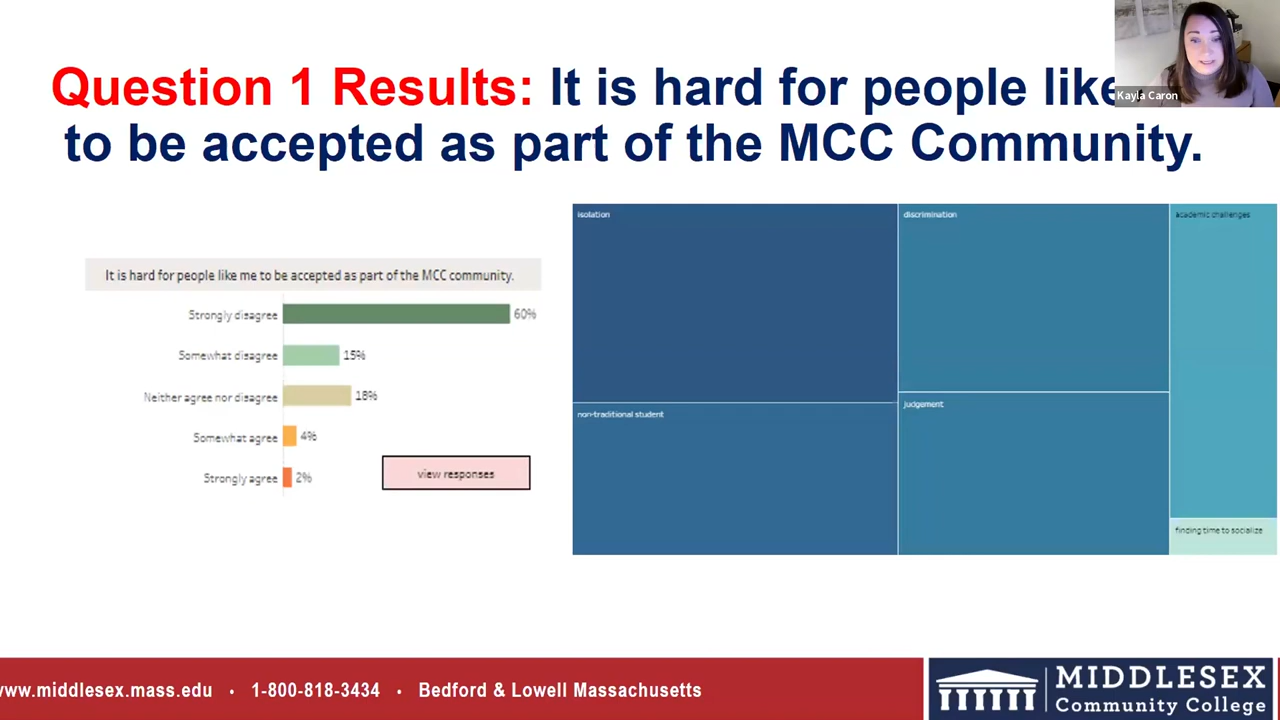 Question 1 Results: It is hard for people like
to be accepted as part of the MCC Community.
Kayla Caron
It is hard for people like me to be accepted as part of the MCC community.
Strongly disagree 60%
Somewhat disagree 15%
Neither agree nor disagree 18%
Somewhat agree 4%
Strongly agree 2%
view responses
isolation
discrimination
academic challenges
non-traditional student
judgement
finding time to socialize
www.middlesex.mass.edu • 1-800-818-3434 • Bedford & Lowell Massachusetts
MIDDLESEX
Community College